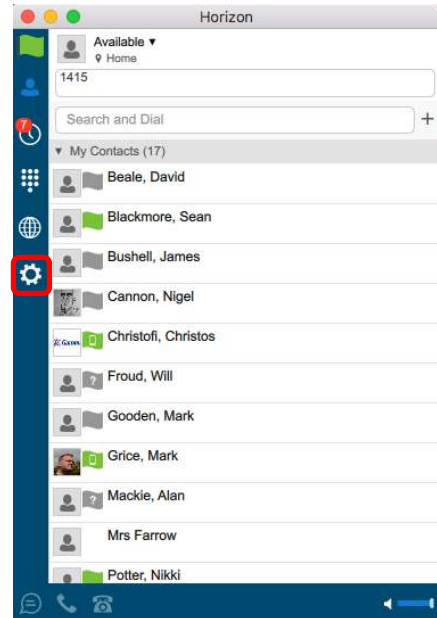 Horizon
Available ▾
Home
1415
Search and Dial
+
7
▾ My Contacts (17)
Beale, David
Blackmore, Sean
Bushell, James
Cannon, Nigel
Christofi, Christos
?
Froud, Will
Gooden, Mark
Grice, Mark
?
Mackie, Alan
Mrs Farrow
Potter, Nikki